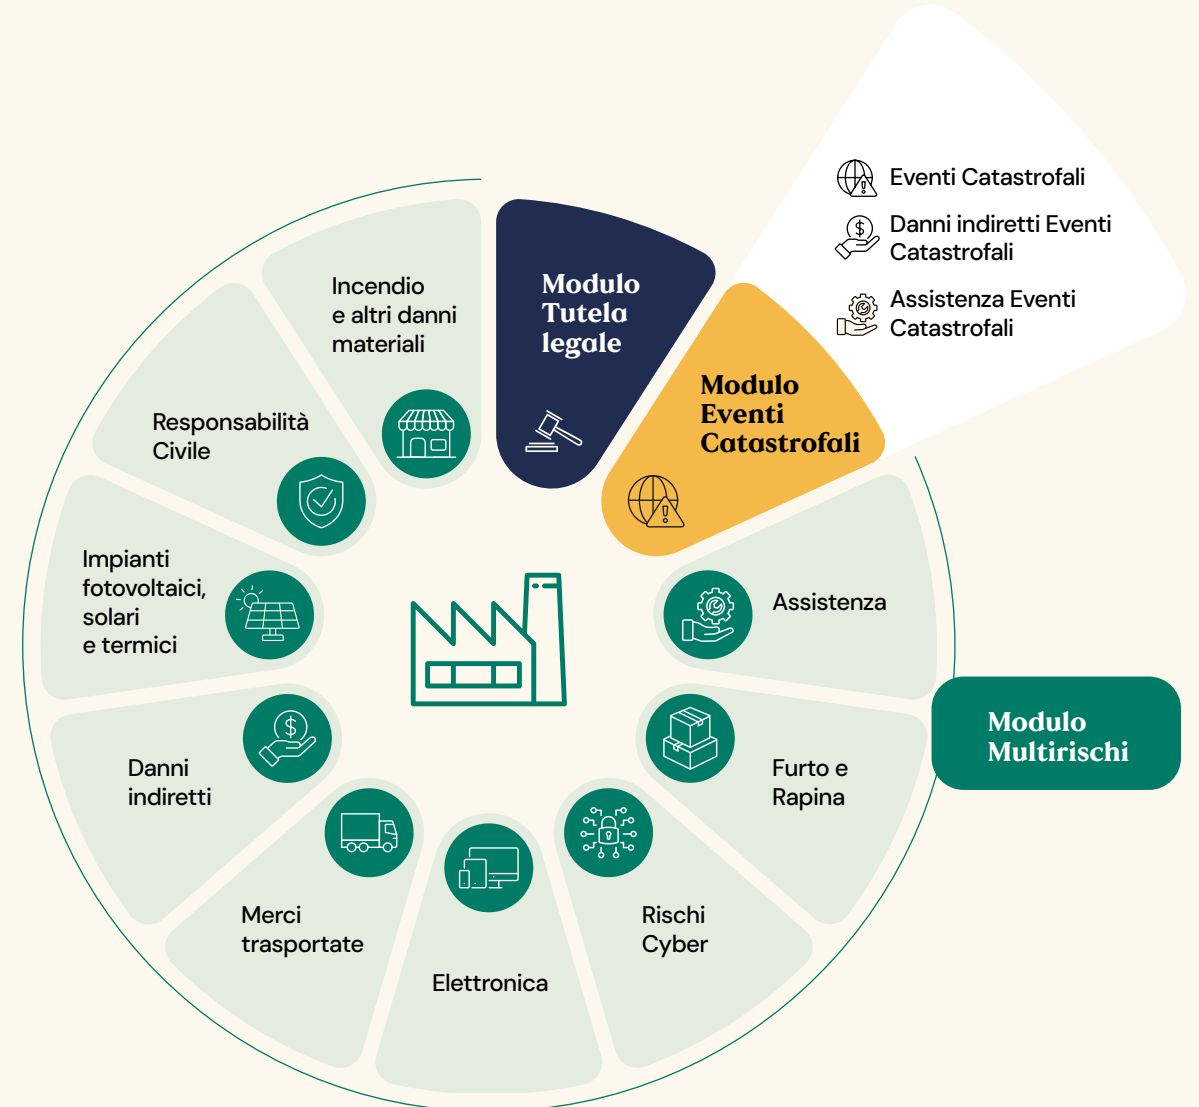 Eventi Catastrofali
Danni indiretti Eventi
Catastrofali
Assistenza Eventi
Catastrofali
Modulo
Tutela
legale
Modulo
Eventi
Catastrofali
Assistenza
Modulo
Multirischi
Furto e
Rapina
Rischi
Cyber
Elettronica
Merci
trasportate
Danni
indiretti
Impianti
fotovoltaici,
solari
e termici
Responsabilità
Civile
Incendio
e altri danni
materiali